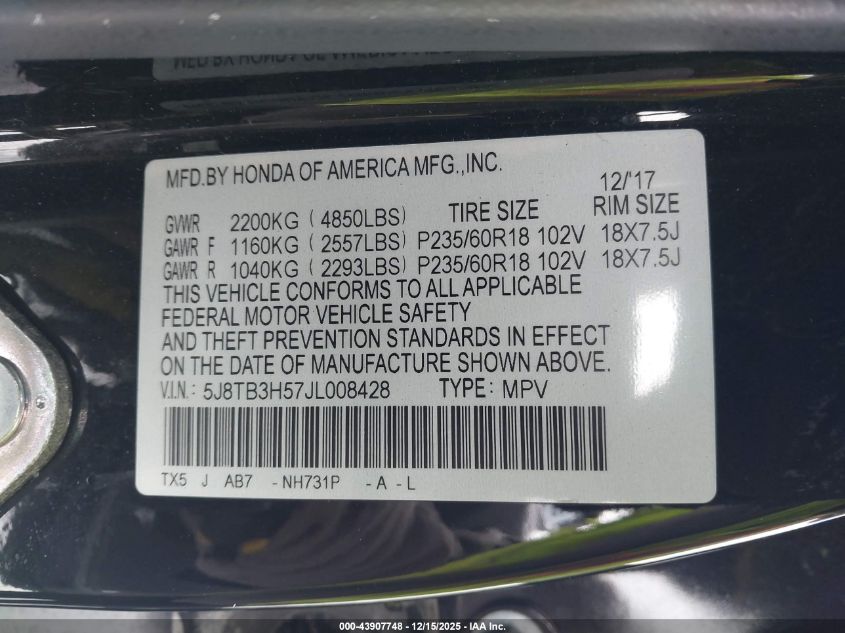 MFD.BY HONDA OF AMERICA MFG.,INC.
12/'17
GVWR 2200KG ( 4850LBS) TIRE SIZE RIM SIZE
GAWR F 1160KG ( 2557LBS) P235/60R18 102V 18X7.5J
GAWR R 1040KG ( 2293LBS) P235/60R18 102V 18X7.5J
THIS VEHICLE CONFORMS TO ALL APPLICABLE
FEDERAL MOTOR VEHICLE SAFETY
AND THEFT PREVENTION STANDARDS IN EFFECT
ON THE DATE OF MANUFACTURE SHOWN ABOVE.
V.I.N.: 5J8TB3H57JL008428 TYPE: MPV
TX5 J AB7 -NH731P -A -L
000-43907748 - 12/15/2025 - IAA Inc.